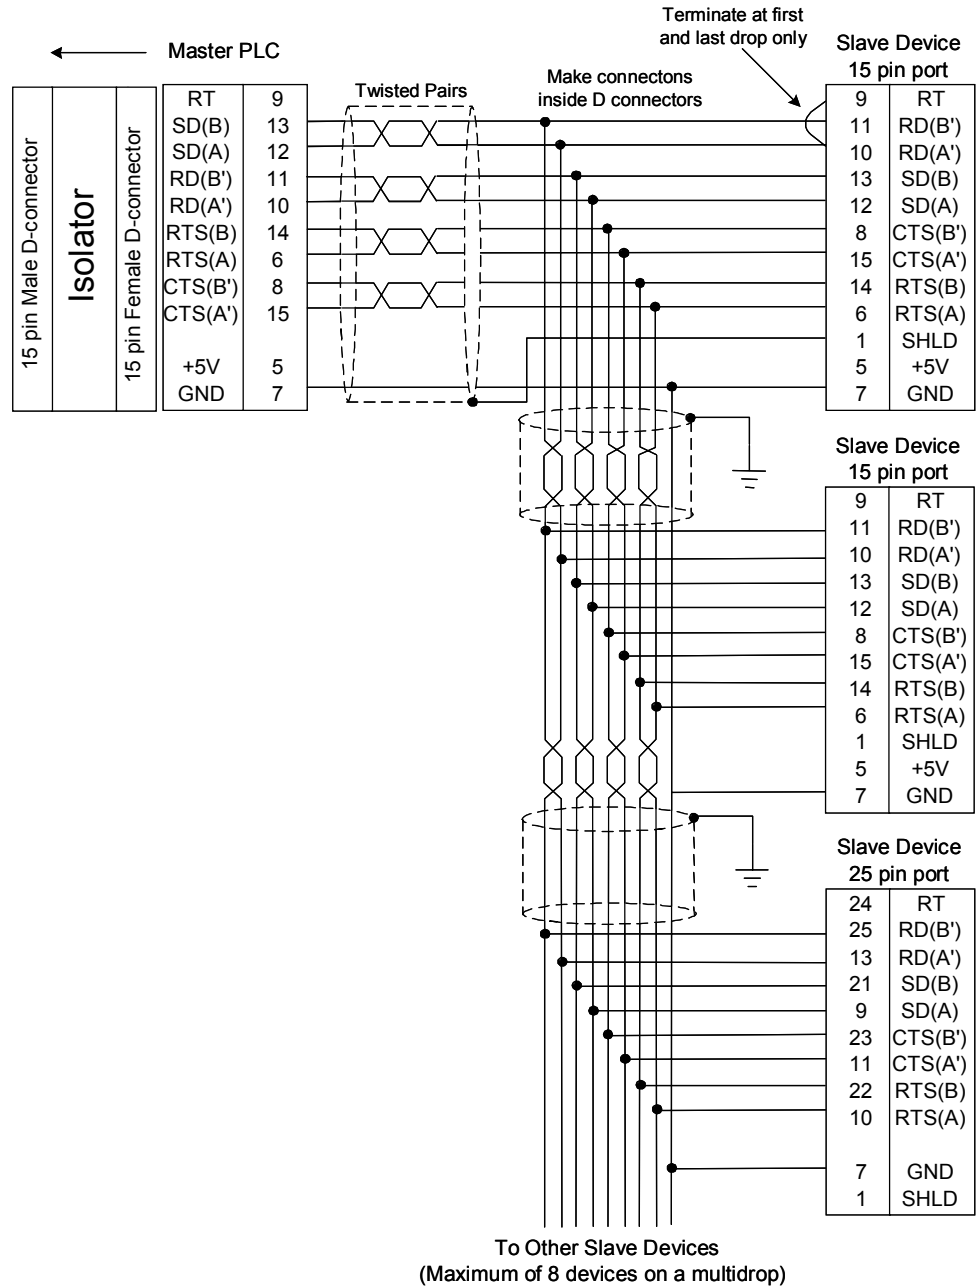 Terminate at first
and last drop only
Master PLC
Slave Device
15 pin port
Twisted Pairs
Make connectons
inside D connectors
15 pin Male D-connector
Isolator
15 pin Female D-connector
RT 9
SD(B) 13
SD(A) 12
RD(B') 11
RD(A') 10
RTS(B) 14
RTS(A) 6
CTS(B') 8
CTS(A') 15
+5V 5
GND 7
9 RT
11 RD(B')
10 RD(A')
13 SD(B)
12 SD(A)
8 CTS(B')
15 CTS(A')
14 RTS(B)
6 RTS(A)
1 SHLD
5 +5V
7 GND
Slave Device
15 pin port
9 RT
11 RD(B')
10 RD(A')
13 SD(B)
12 SD(A)
8 CTS(B')
15 CTS(A')
14 RTS(B)
6 RTS(A)
1 SHLD
5 +5V
7 GND
Slave Device
25 pin port
24 RT
25 RD(B')
13 RD(A')
21 SD(B)
9 SD(A)
23 CTS(B')
11 CTS(A')
22 RTS(B)
10 RTS(A)
7 GND
1 SHLD
To Other Slave Devices
(Maximum of 8 devices on a multidrop)